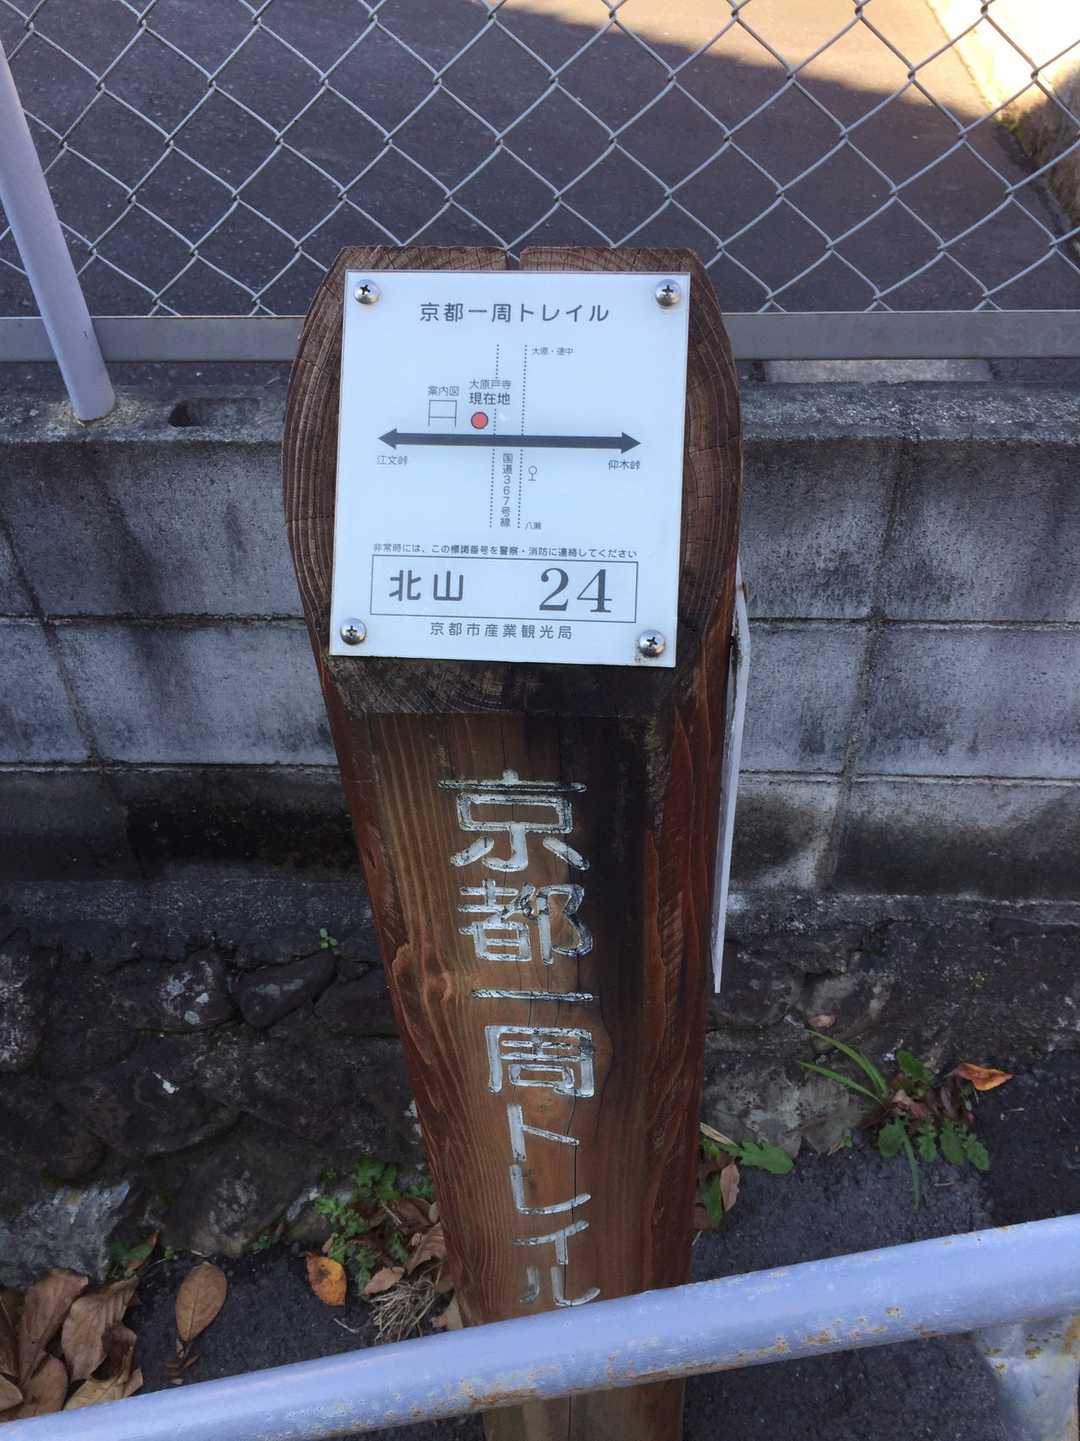 京都一周トレイル
大原・途中
案内図
大原戸寺
現在地
江文峠
仰木峠
国道367号線
八瀬
非常時には、この標識番号を警察・消防に連絡してください
北山 24
京都市産業観光局
京都一周トレイル